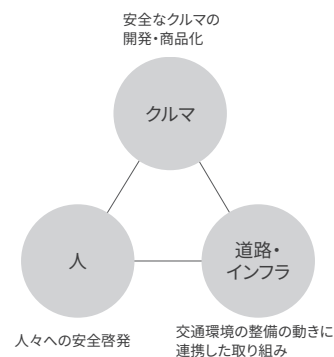 安全なクルマの
開発・商品化
クルマ
人
道路・
インフラ
人々への安全啓発
交通環境の整備の動きに
連携した取り組み